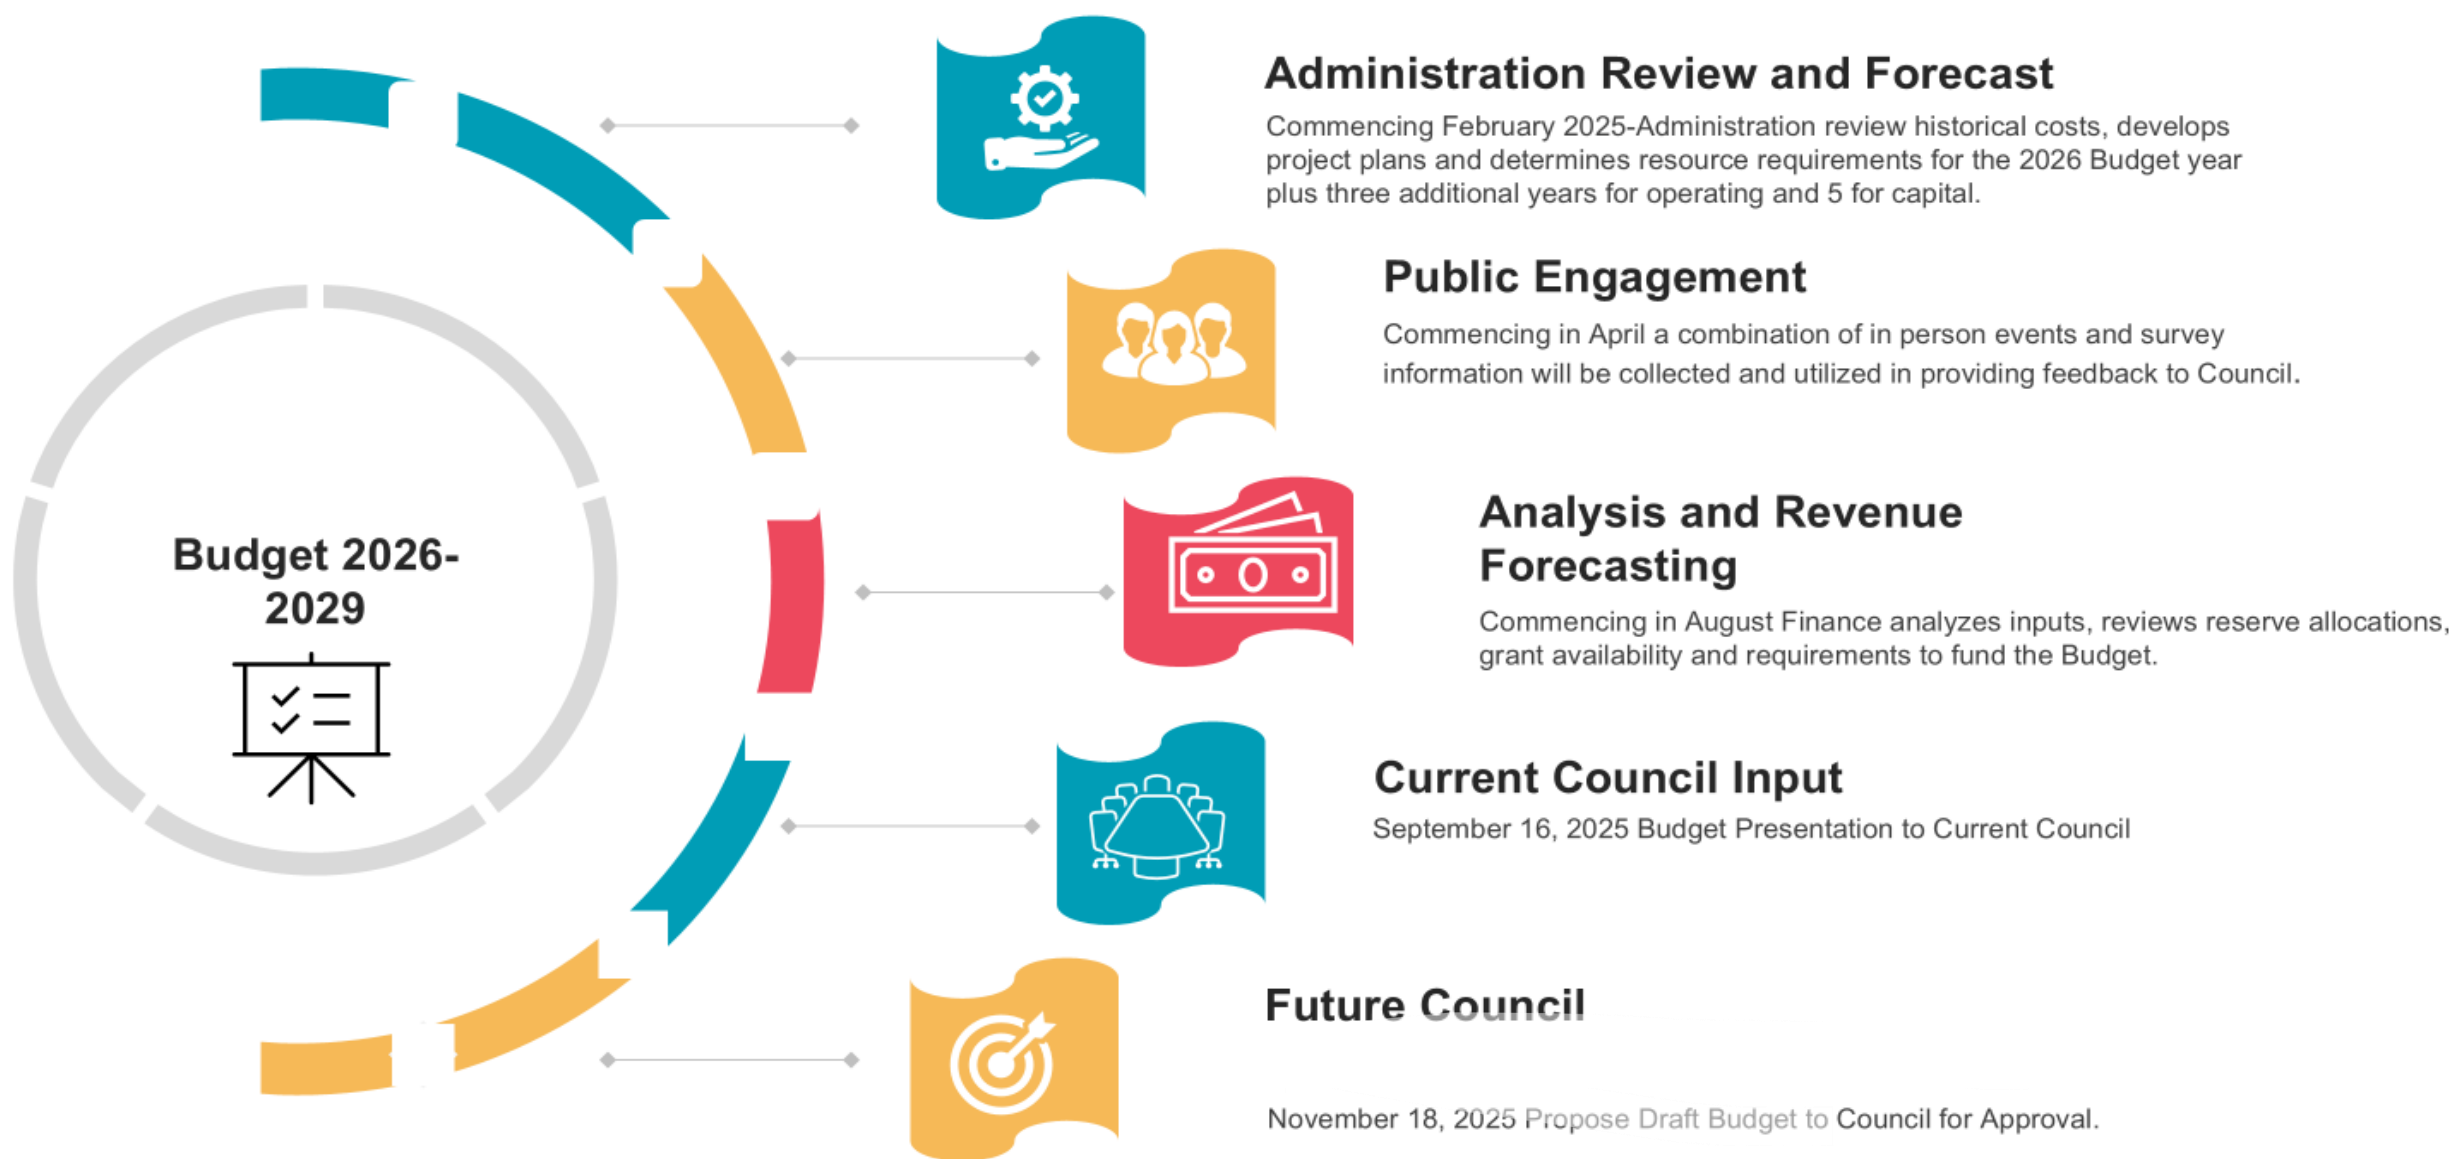 Budget 2026-
2029
Administration Review and Forecast
Commencing February 2025-Administration review historical costs, develops
project plans and determines resource requirements for the 2026 Budget year
plus three additional years for operating and 5 for capital.
Public Engagement
Commencing in April a combination of in person events and survey
information will be collected and utilized in providing feedback to Council.
Analysis and Revenue
Forecasting
Commencing in August Finance analyzes inputs, reviews reserve allocations,
grant availability and requirements to fund the Budget.
Current Council Input
September 16, 2025 Budget Presentation to Current Council
Future Council
November 18, 2025 Propose Draft Budget to Council for Approval.